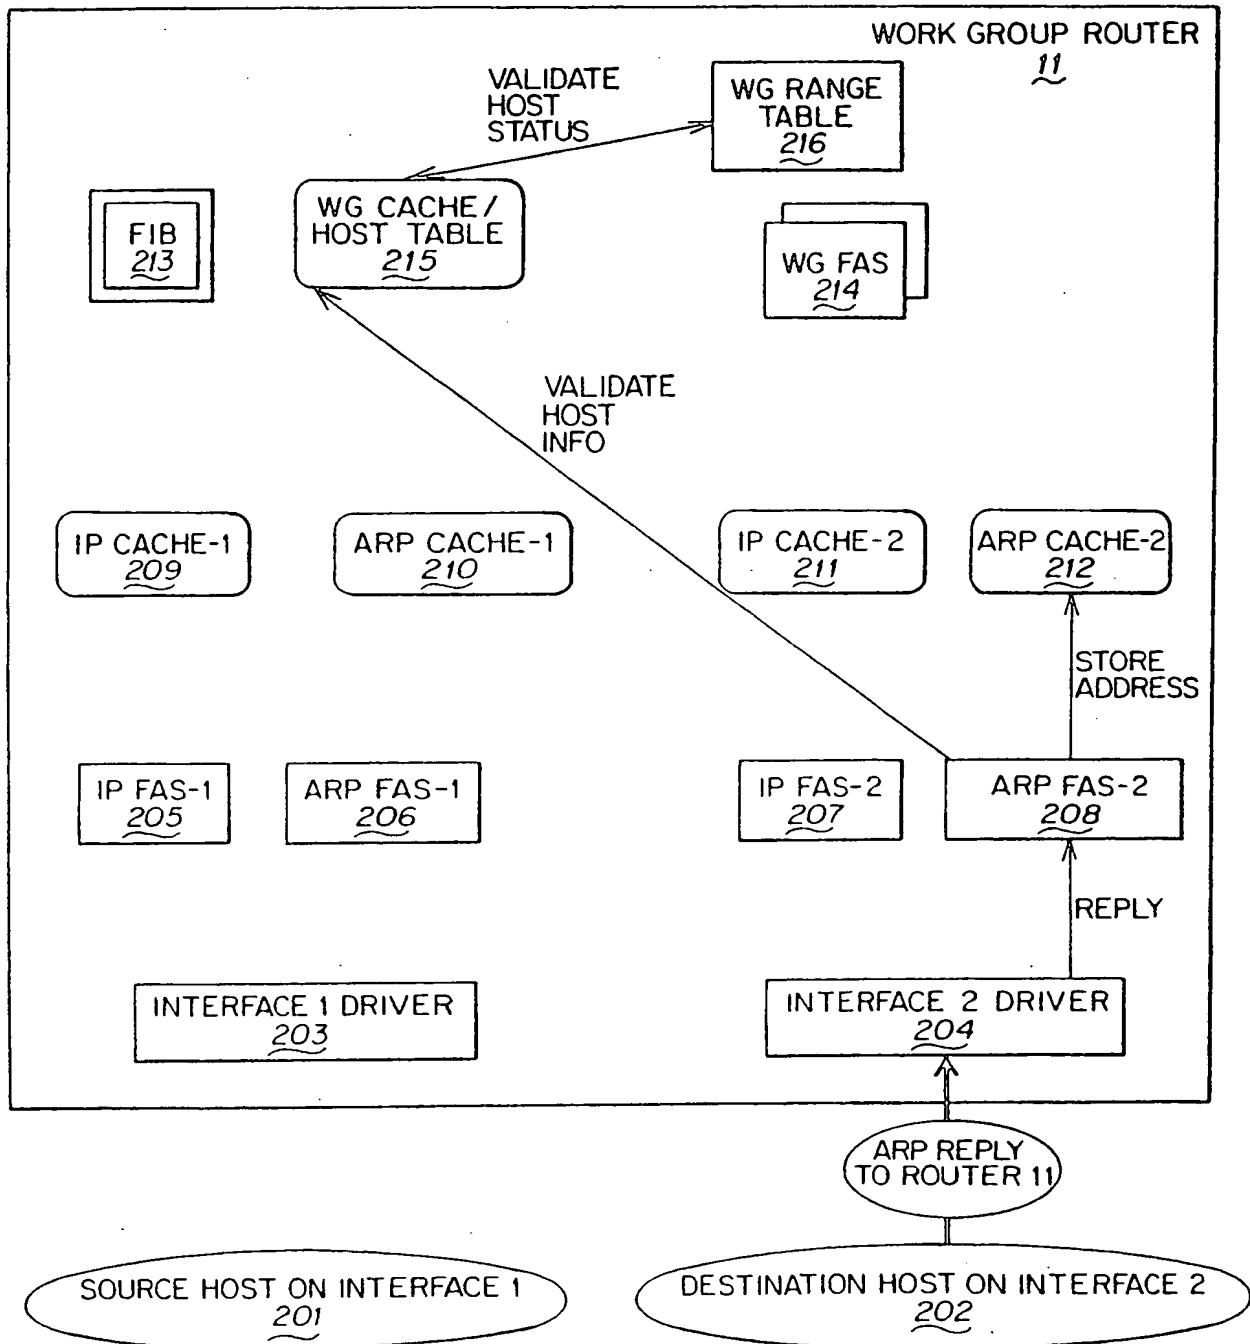 WORK GROUP ROUTER
11
VALIDATE
HOST
STATUS
WG RANGE
TABLE
216
FIB
213
WG CACHE/
HOST TABLE
215
WG FAS
214
VALIDATE
HOST
INFO
IP CACHE-1
209
ARP CACHE-1
210
IP CACHE-2
211
ARP CACHE-2
212
STORE
ADDRESS
IP FAS-1
205
ARP FAS-1
206
IP FAS-2
207
ARP FAS-2
208
REPLY
INTERFACE 1 DRIVER
203
INTERFACE 2 DRIVER
204
ARP REPLY
TO ROUTER 11
SOURCE HOST ON INTERFACE 1
201
DESTINATION HOST ON INTERFACE 2
202